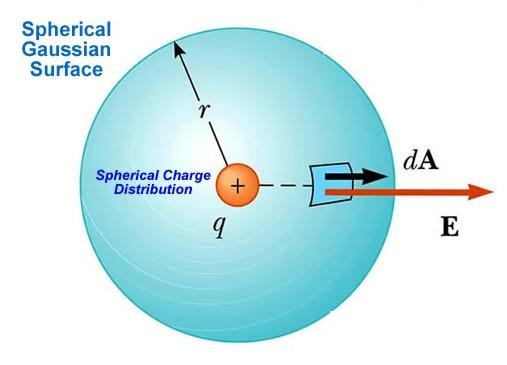 Spherical
Gaussian
Surface
r
Spherical Charge
Distribution
+
q
dA
E